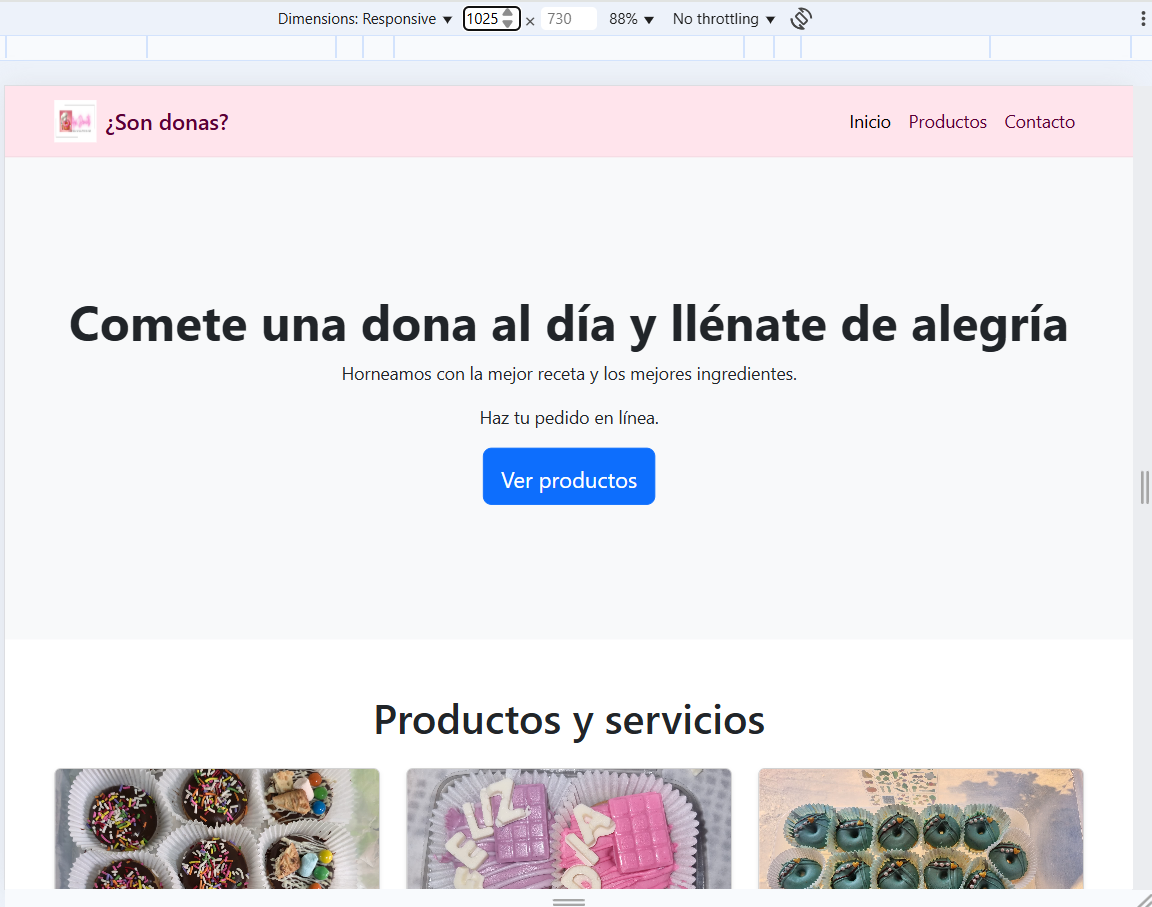 Dimensions: Responsive ▼ 1025 × 730 88% ▼ No throttling ▼
¿Son donas? Inicio Productos Contacto
Comete una dona al día y llénate de alegría
Horneamos con la mejor receta y los mejores ingredientes.
Haz tu pedido en línea.
Ver productos
Productos y servicios